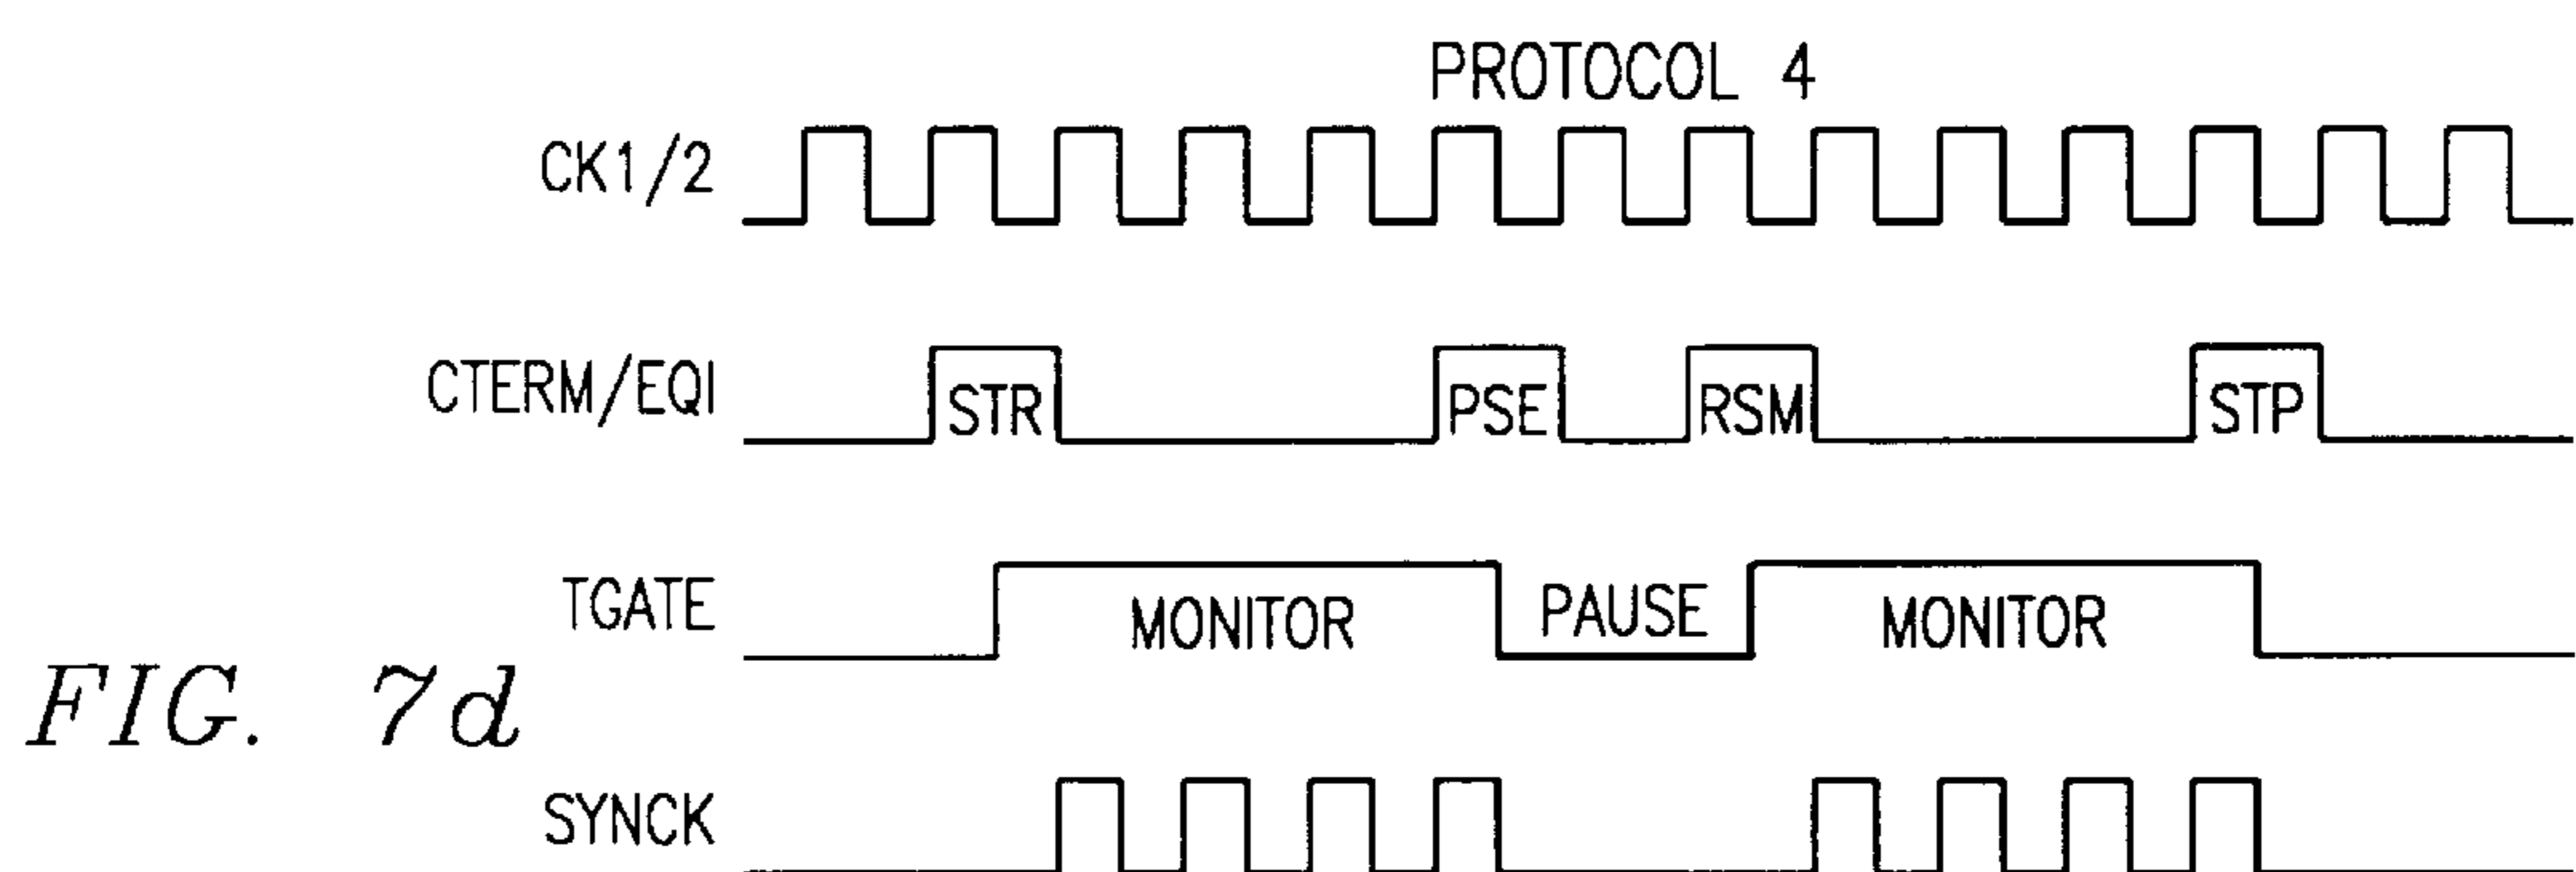 PROTOCOL 4
CK1/2
CTERM/EQI
STR
PSE
RSM
STP
TGATE
MONITOR
PAUSE
MONITOR
FIG. 7d
SYNCK